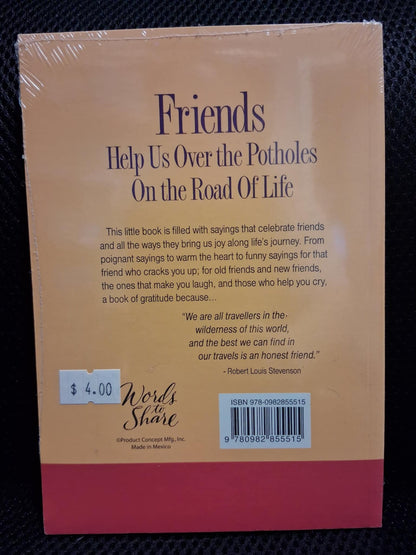 Friends
Help Us Over the Potholes
On the Road Of Life
This little book is filled with sayings that celebrate friends
and all the ways they bring us joy along life's journey. From
poignant sayings to warm the heart to funny sayings for that
friend who cracks you up; for old friends and new friends,
the ones that make you laugh, and those who help you cry,
a book of gratitude because...
"We are all travellers in the
wilderness of this world,
and the best we can find in
our travels is an honest friend."
- Robert Louis Stevenson
$ 4.00
Words
to
Share
©Product Concept Mfg., Inc.
Made in Mexico
ISBN 978-0982855515
9 780982 855515